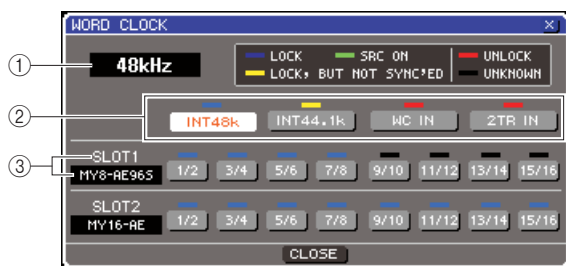 WORD CLOCK
X
① 48kHz
LOCK SRC ON UNLOCK
LOCK, BUT NOT SYNC'ED UNKNOWN
② INT48k INT44.1k WC IN 2TR IN
③ SLOT1
MY8-AE96S 1/2 3/4 5/6 7/8 9/10 11/12 13/14 15/16
SLOT2
MY16-AE 1/2 3/4 5/6 7/8 9/10 11/12 13/14 15/16
CLOSE